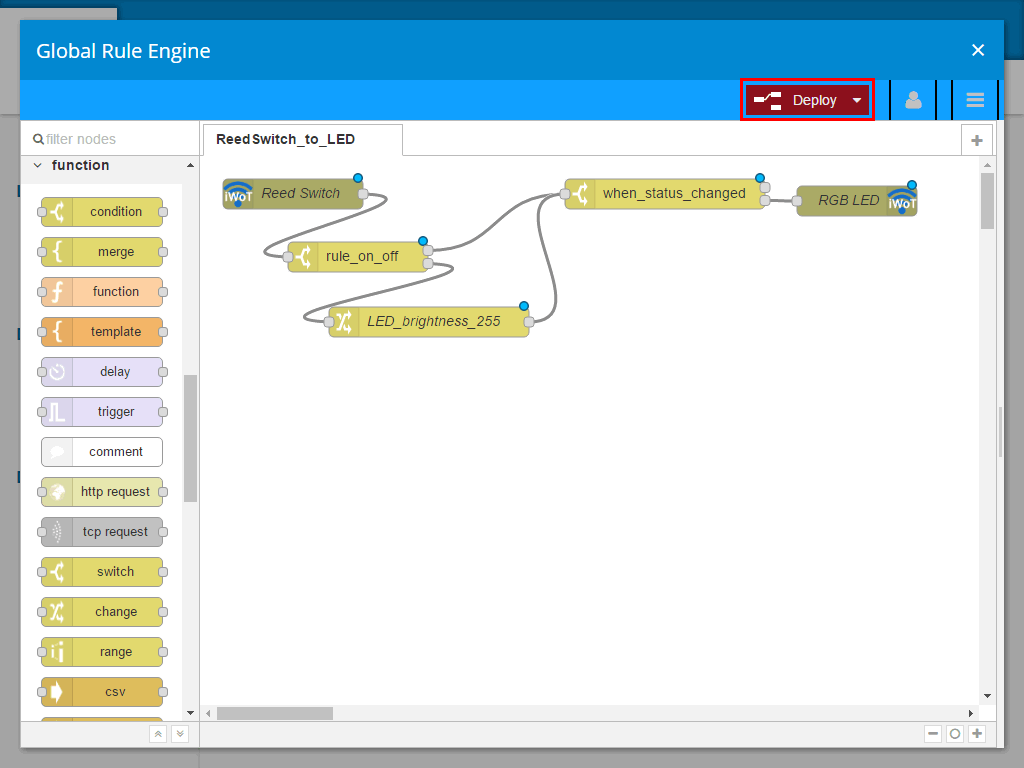 Global Rule Engine
Deploy
filter nodes
ReedSwitch_to_LED
function
condition
merge
function
template
delay
trigger
comment
http request
tcp request
switch
change
range
csv
iWoT Reed Switch
when_status_changed
RGB LED iWoT
rule_on_off
LED_brightness_255